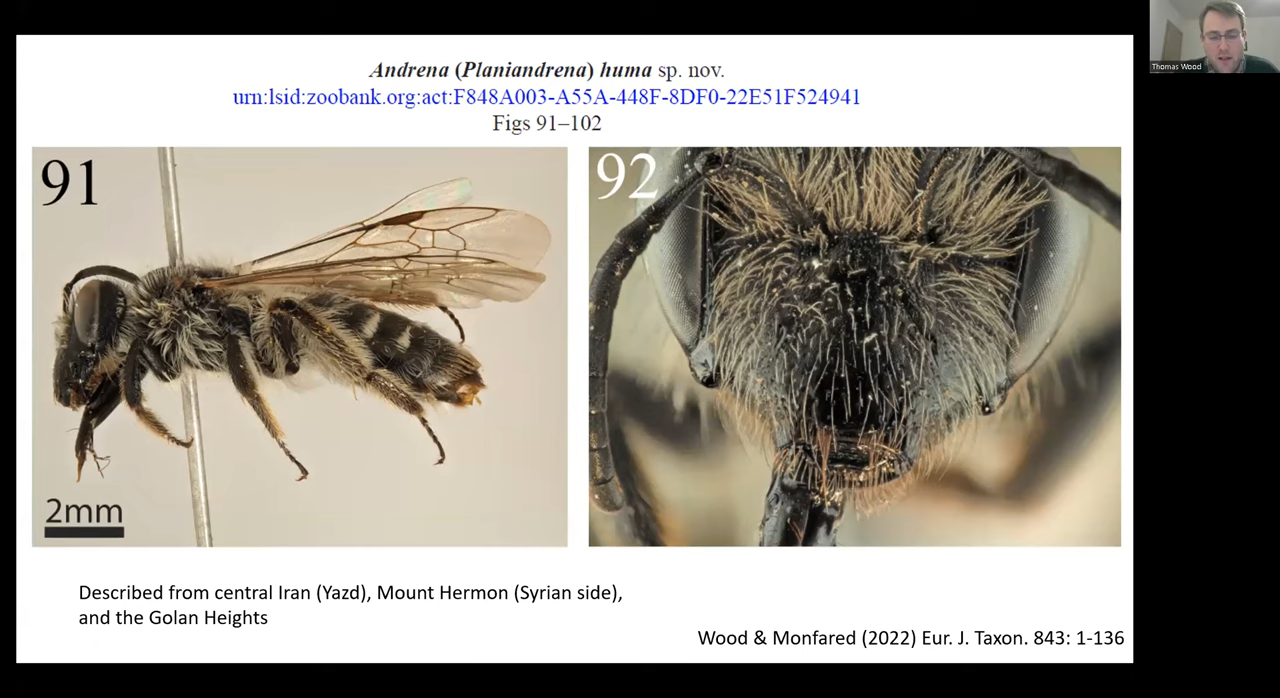 Andrena (Planiandrena) huma sp. nov.
urn:lsid:zoobank.org:act:F848A003-A55A-448F-8DF0-22E51F524941
Figs 91–102
91
92
2mm
Described from central Iran (Yazd), Mount Hermon (Syrian side),
and the Golan Heights
Wood & Monfared (2022) Eur. J. Taxon. 843: 1-136
Thomas Wood